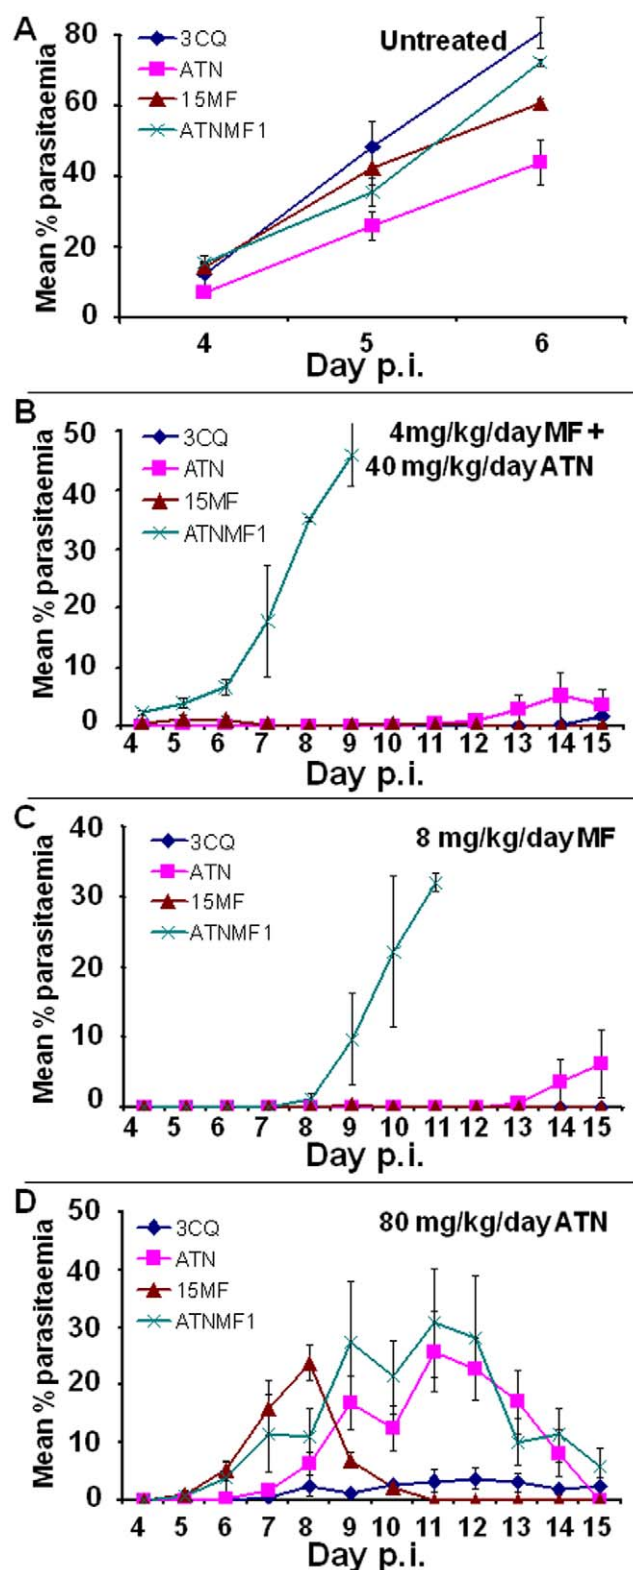 A
Mean % parasitaemia
80
60
40
20
0
3CQ
ATN
15MF
ATNMF1
Untreated
4 5 6
Day p.i.
B
Mean % parasitaemia
50
40
30
20
10
0
3CQ
ATN
15MF
ATNMF1
4mg/kg/day MF +
40 mg/kg/day ATN
4 5 6 7 8 9 10 11 12 13 14 15
Day p.i.
C
Mean % parasitaemia
40
30
20
10
0
3CQ
ATN
15MF
ATNMF1
8 mg/kg/day MF
4 5 6 7 8 9 10 11 12 13 14 15
Day p.i.
D
Mean % parasitaemia
50
40
30
20
10
0
3CQ
ATN
15MF
ATNMF1
80 mg/kg/day ATN
4 5 6 7 8 9 10 11 12 13 14 15
Day p.i.